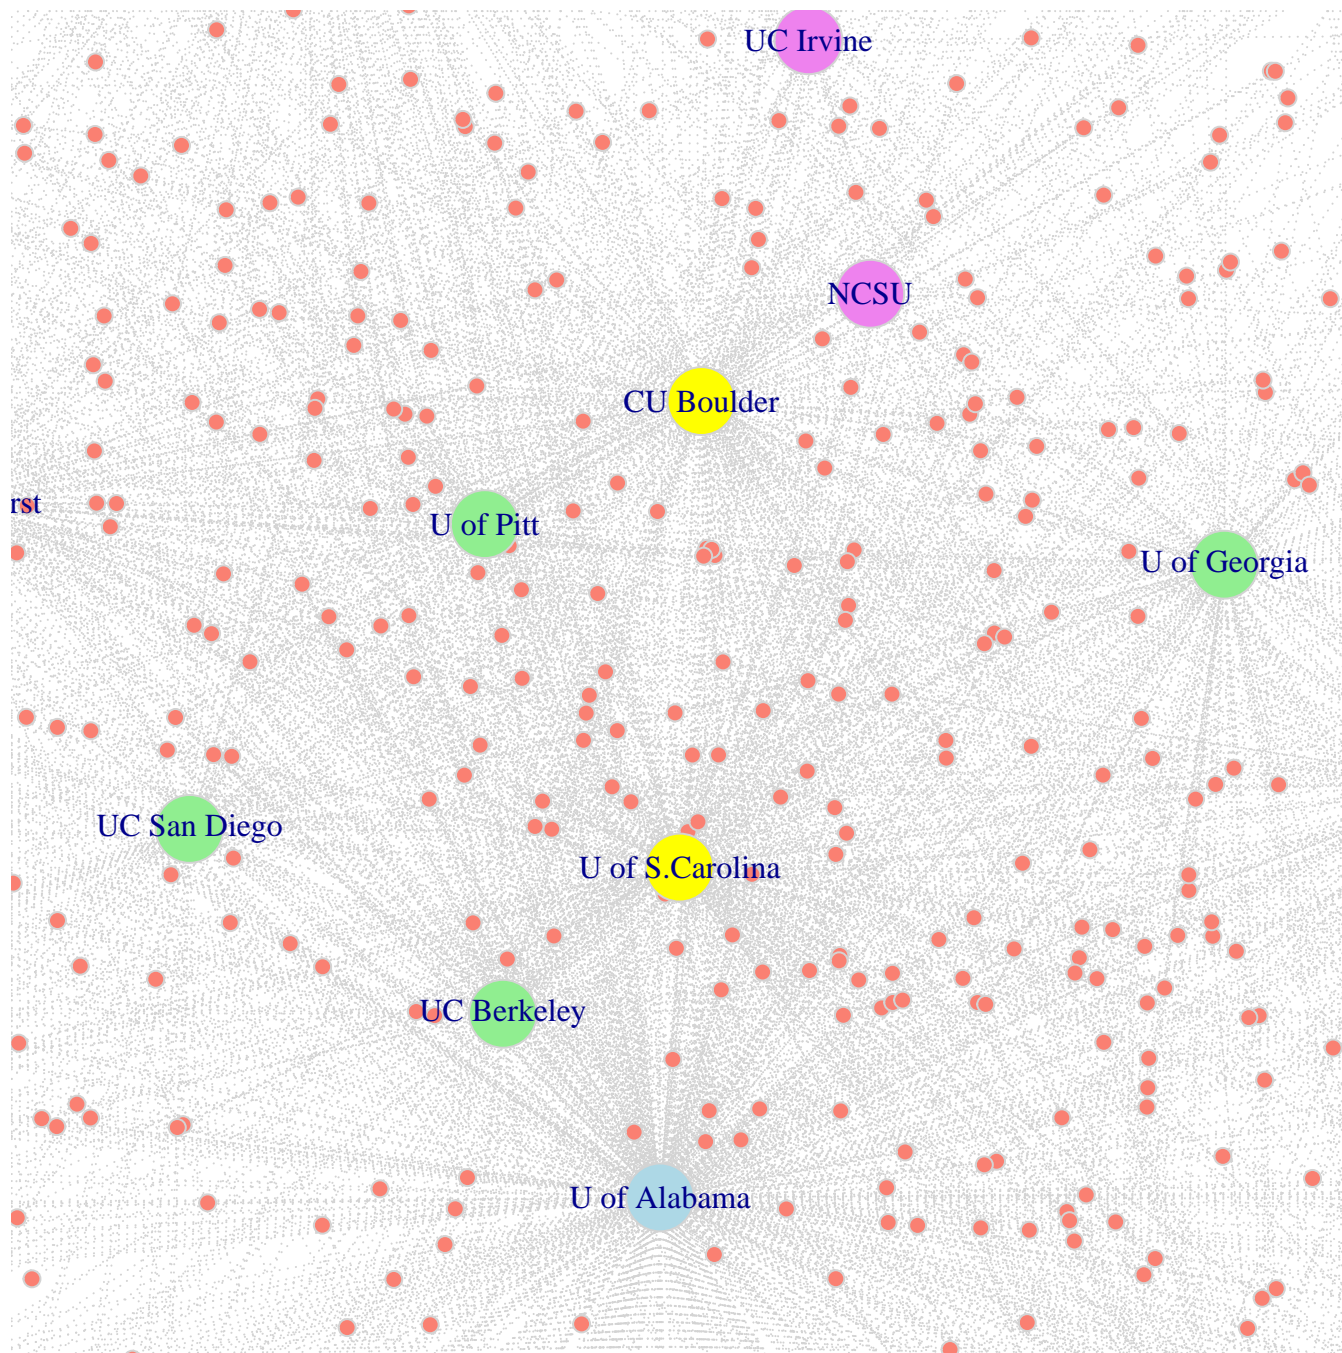 UC Irvine
NCSU
CU Boulder
rst
U of Pitt
U of Georgia
UC San Diego
U of S.Carolina
UC Berkeley
U of Alabama